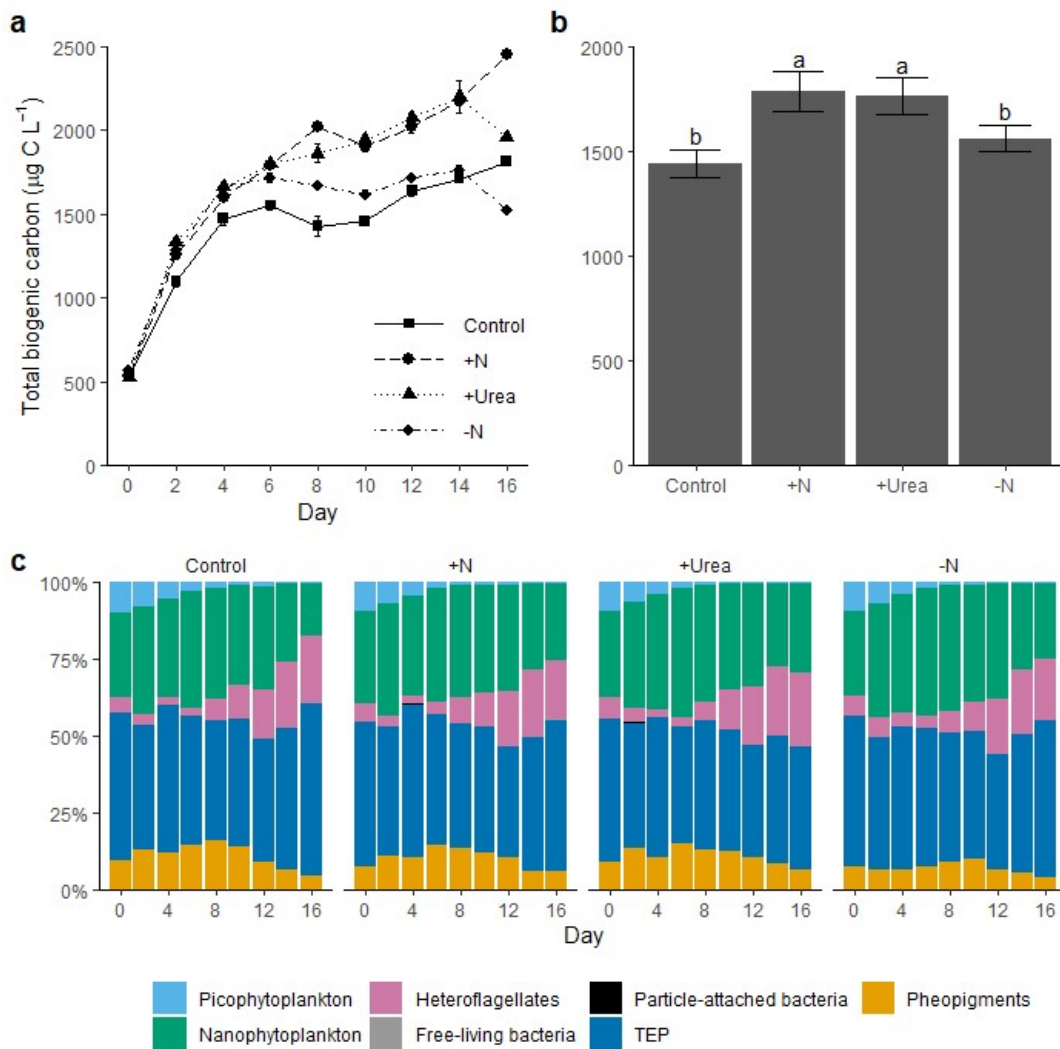 a
Total biogenic carbon (µg C L⁻¹)
2500
2000
1500
1000
500
0
0 2 4 6 8 10 12 14 16
Day
Control
+N
+Urea
-N
b
2000
1500
1000
500
0
b a a b
Control +N +Urea -N
c
Control +N +Urea -N
100%
75%
50%
25%
0%
0 4 8 12 16 0 4 8 12 16 0 4 8 12 16 0 4 8 12 16
Day
Picophytoplankton Heteroflagellates Particle-attached bacteria Pheopigments
Nanophytoplankton Free-living bacteria TEP